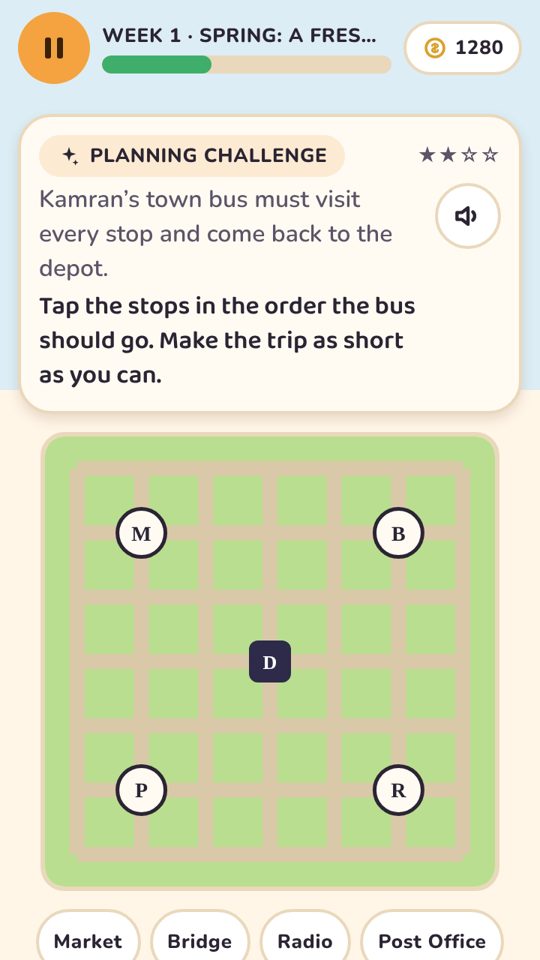 WEEK 1 · SPRING: A FRES...
1280
PLANNING CHALLENGE
Kamran’s town bus must visit
every stop and come back to the
depot.
Tap the stops in the order the bus
should go. Make the trip as short
as you can.
M
B
D
P
R
Market
Bridge
Radio
Post Office